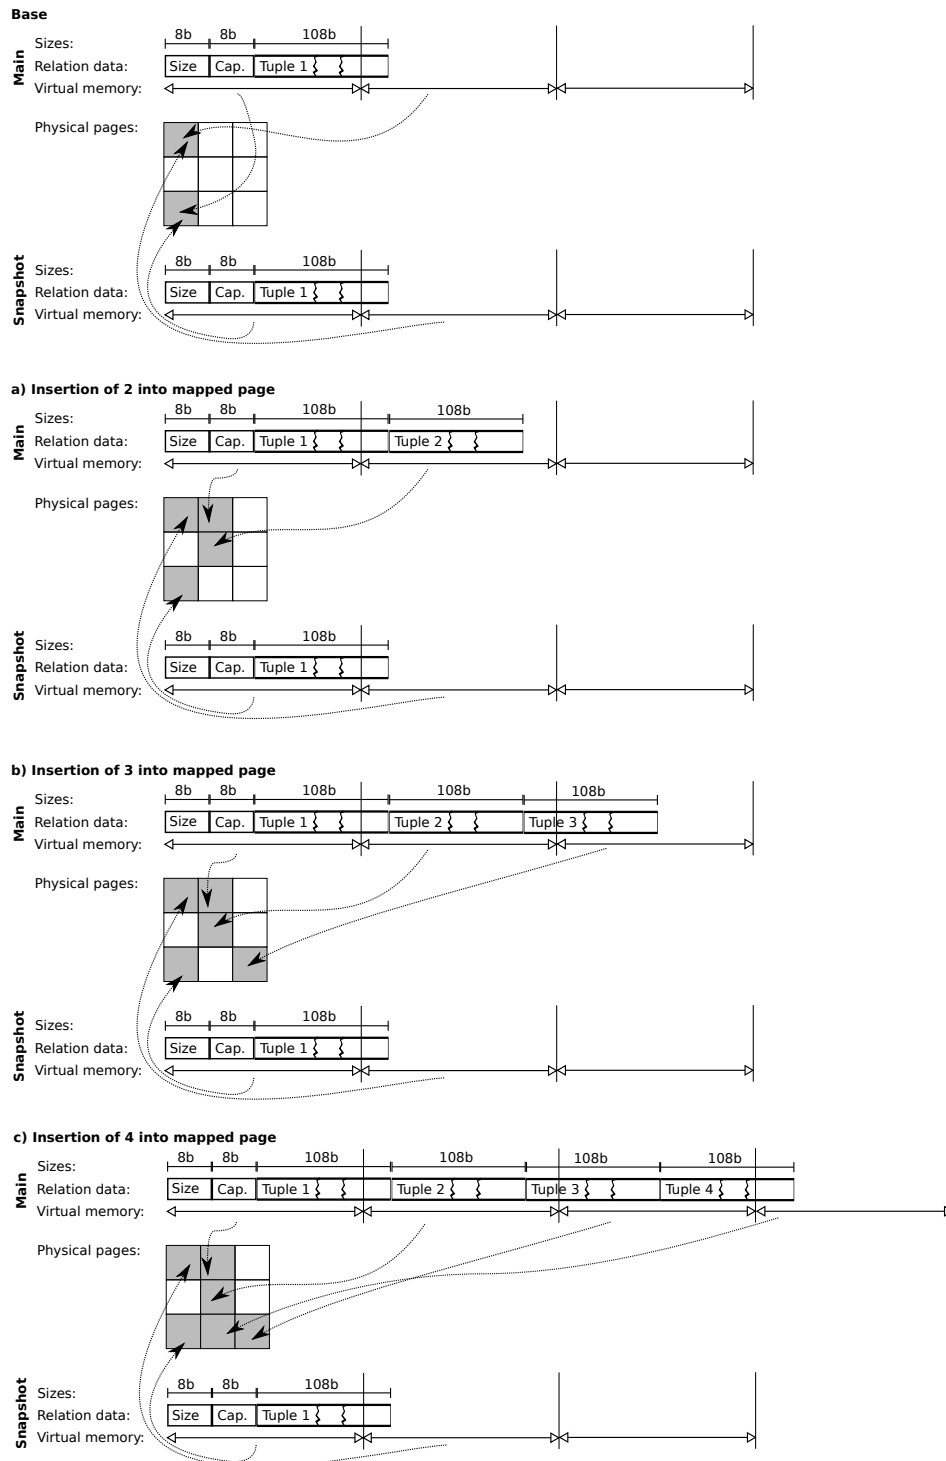 Base
8b 8b 108b
Sizes:
Main
Relation data: Size Cap. Tuple 1
Virtual memory:
Physical pages:
8b 8b 108b
Sizes:
Snapshot
Relation data: Size Cap. Tuple 1
Virtual memory:
a) Insertion of 2 into mapped page
8b 8b 108b 108b
Sizes:
Main
Relation data: Size Cap. Tuple 1 Tuple 2
Virtual memory:
Physical pages:
8b 8b 108b
Sizes:
Snapshot
Relation data: Size Cap. Tuple 1
Virtual memory:
b) Insertion of 3 into mapped page
8b 8b 108b 108b 108b
Sizes:
Main
Relation data: Size Cap. Tuple 1 Tuple 2 Tuple 3
Virtual memory:
Physical pages:
8b 8b 108b
Sizes:
Snapshot
Relation data: Size Cap. Tuple 1
Virtual memory:
c) Insertion of 4 into mapped page
8b 8b 108b 108b 108b 108b
Sizes:
Main
Relation data: Size Cap. Tuple 1 Tuple 2 Tuple 3 Tuple 4
Virtual memory:
Physical pages:
8b 8b 108b
Sizes:
Snapshot
Relation data: Size Cap. Tuple 1
Virtual memory: